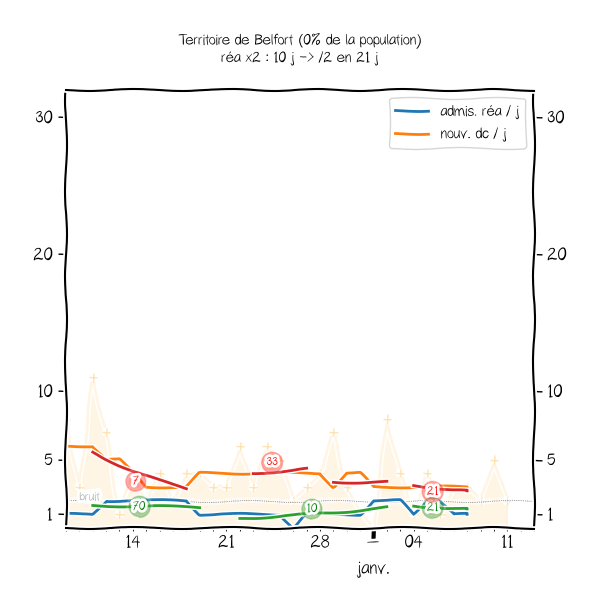 Territoire de Belfort (0% de la population)
réa x2 : 10 j -> /2 en 21 j
admis. réa / j
nouv. dc / j
30 30
20 20
10 10
5 5
1 1
bruit
7
33
21
70
10
21
14 21 28 1 04 11
janv.